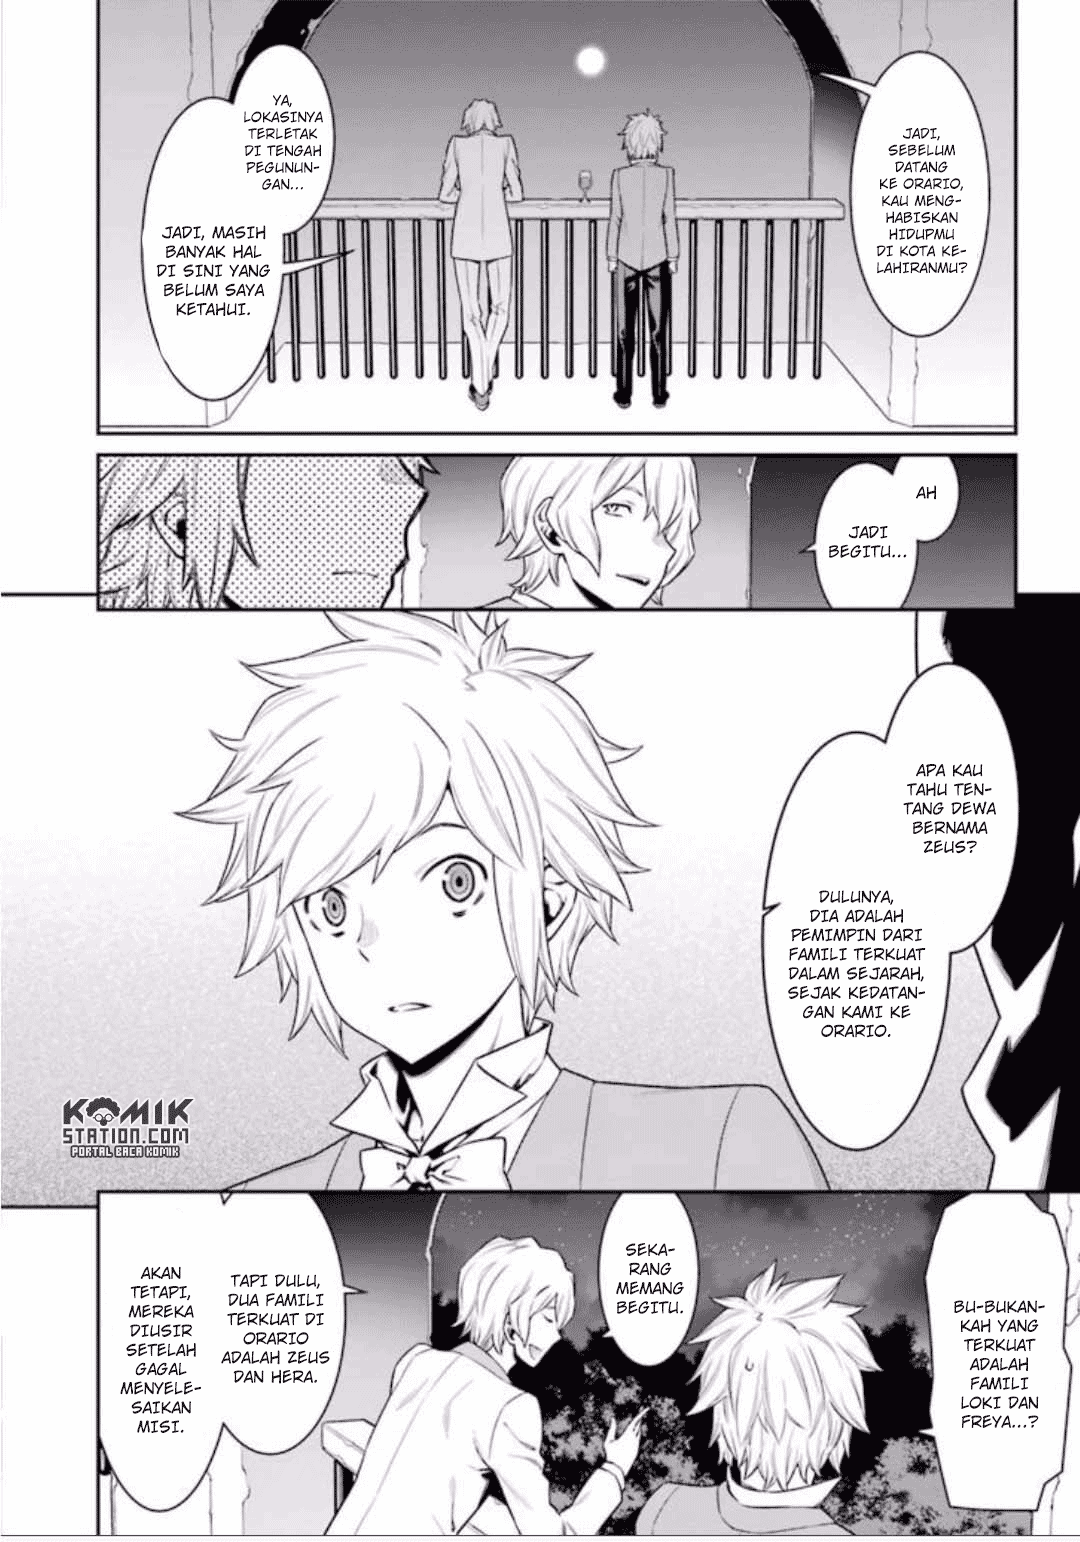 JADI,
SEBELUM
DATANG
KE ORARIO,
KAU MENG-
HABISKAN
HIDUPMU
DI KOTA KE-
LAHIRANMU?
YA,
LOKASINYA
TERLETAK
DI TENGAH
PEGUNUN-
GAN...
JADI, MASIH
BANYAK HAL
DI SINI YANG
BELUM SAYA
KETAHUI.
AH
JADI
BEGITU...
APA KAU
TAHU TEN-
TANG DEWA
BERNAMA
ZEUS?
DULUNYA,
DIA ADALAH
PEMIMPIN DARI
FAMILI TERKUAT
DALAM SEJARAH,
SEJAK KEDATAN-
GAN KAMI KE
ORARIO.
KOMIK
STATION.COM
PORTAL BACA KOMIK
BU-BUKAN-
KAH YANG
TERKUAT
ADALAH
FAMILI
LOKI DAN
FREYA...?
SEKA-
RANG
MEMANG
BEGITU.
TAPI DULU,
DUA FAMILI
TERKUAT DI
ORARIO
ADALAH ZEUS
DAN HERA.
AKAN
TETAPI,
MEREKA
DIUSIR
SETELAH
GAGAL
MENYELE-
SAIKAN
MISI.